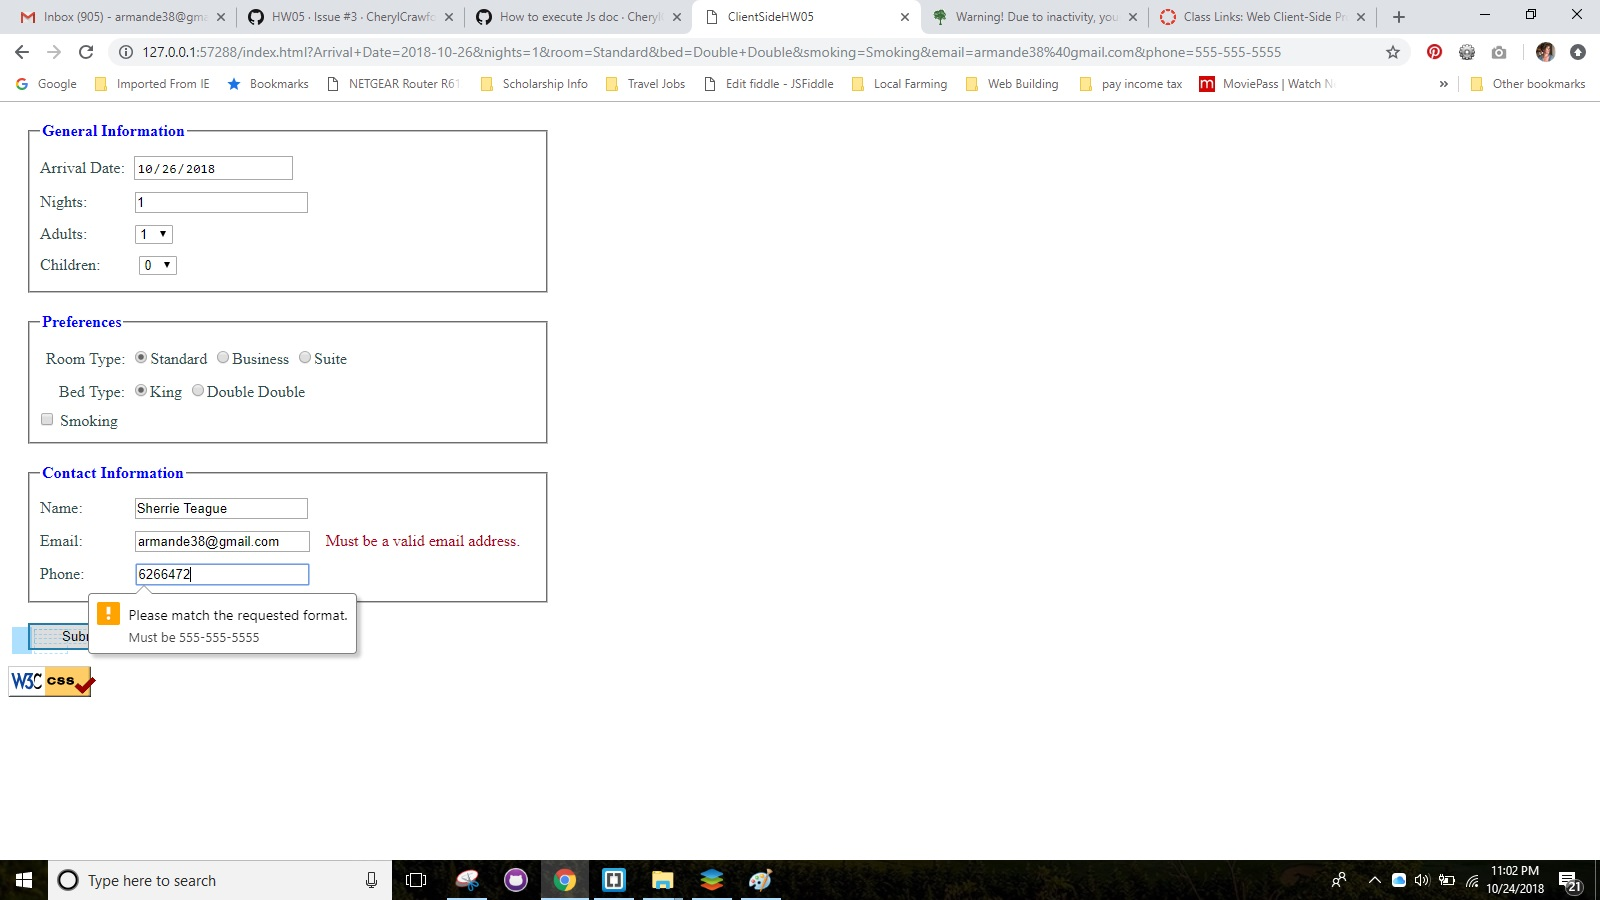 Inbox (905) - armande38@gma
HW05 · Issue #3 · CherylCrawfo
How to execute Js doc · Cheryl
ClientSideHW05
Warning! Due to inactivity, you
Class Links: Web Client-Side Pr
127.0.0.1:57288/index.html?Arrival+Date=2018-10-26&nights=1&room=Standard&bed=Double+Double&smoking=Smoking&email=armande38%40gmail.com&phone=555-555-5555
Google Imported From IE Bookmarks NETGEAR Router R61 Scholarship Info Travel Jobs Edit fiddle - JSFiddle Local Farming Web Building pay income tax m MoviePass | Watch N » Other bookmarks
General Information
Arrival Date: 10/26/2018
Nights: 1
Adults: 1
Children: 0
Preferences
Room Type: Standard Business Suite
Bed Type: King Double Double
Smoking
Contact Information
Name: Sherrie Teague
Email: armande38@gmail.com Must be a valid email address.
Phone: 6266472
Please match the requested format.
Must be 555-555-5555
Subm
W3C css
Type here to search
11:02 PM
10/24/2018
21